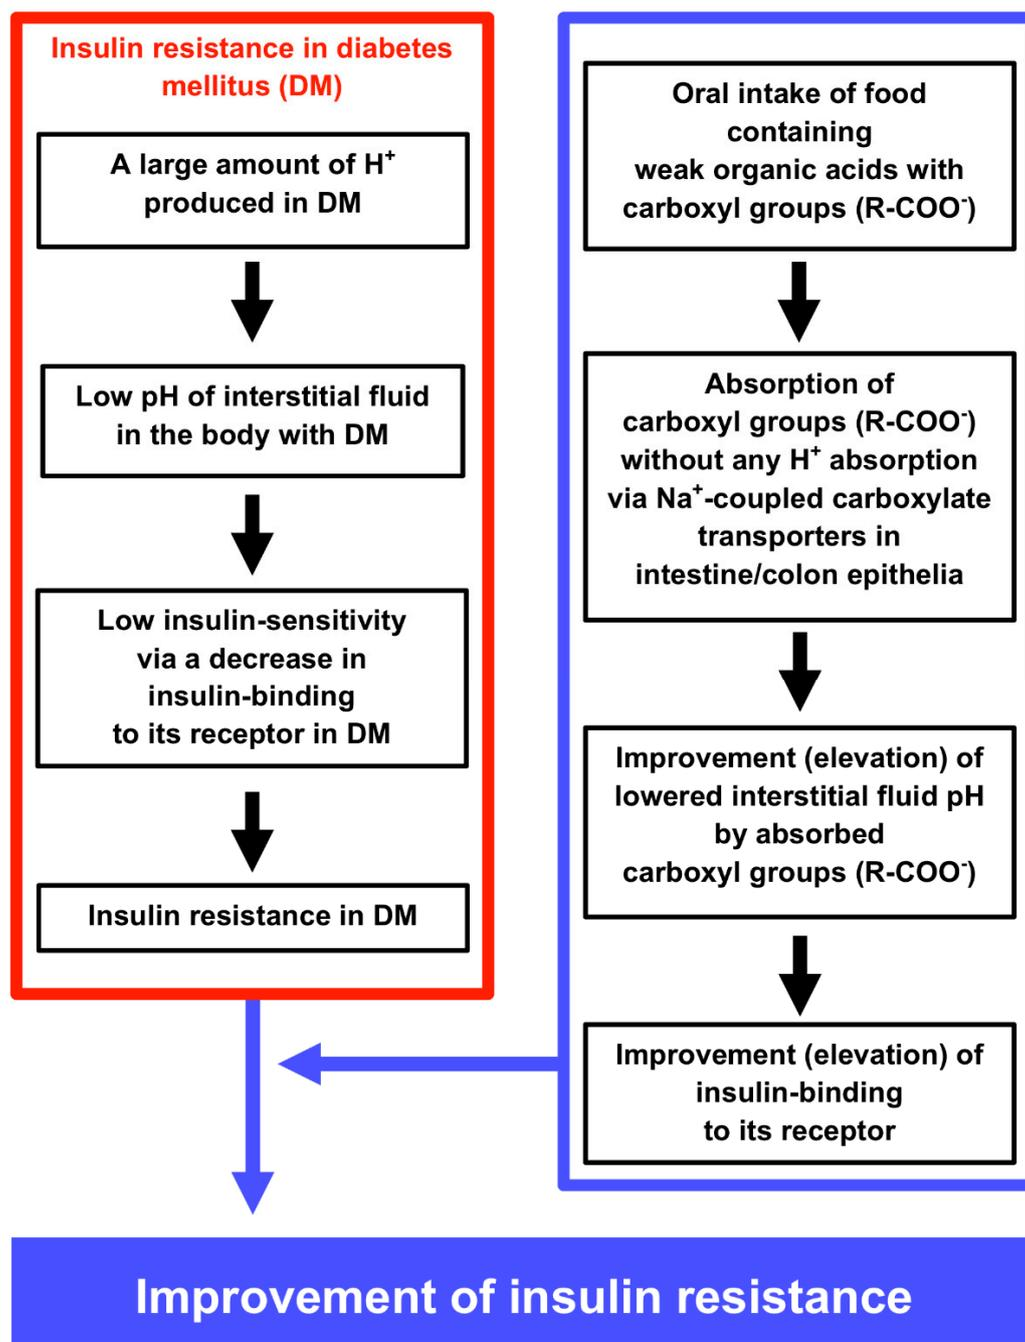 Insulin resistance in diabetes
mellitus (DM)
A large amount of H⁺
produced in DM
Low pH of interstitial fluid
in the body with DM
Low insulin-sensitivity
via a decrease in
insulin-binding
to its receptor in DM
Insulin resistance in DM
Oral intake of food
containing
weak organic acids with
carboxyl groups (R-COO⁻)
Absorption of
carboxyl groups (R-COO⁻)
without any H⁺ absorption
via Na⁺-coupled carboxylate
transporters in
intestine/colon epithelia
Improvement (elevation) of
lowered interstitial fluid pH
by absorbed
carboxyl groups (R-COO⁻)
Improvement (elevation) of
insulin-binding
to its receptor
Improvement of insulin resistance